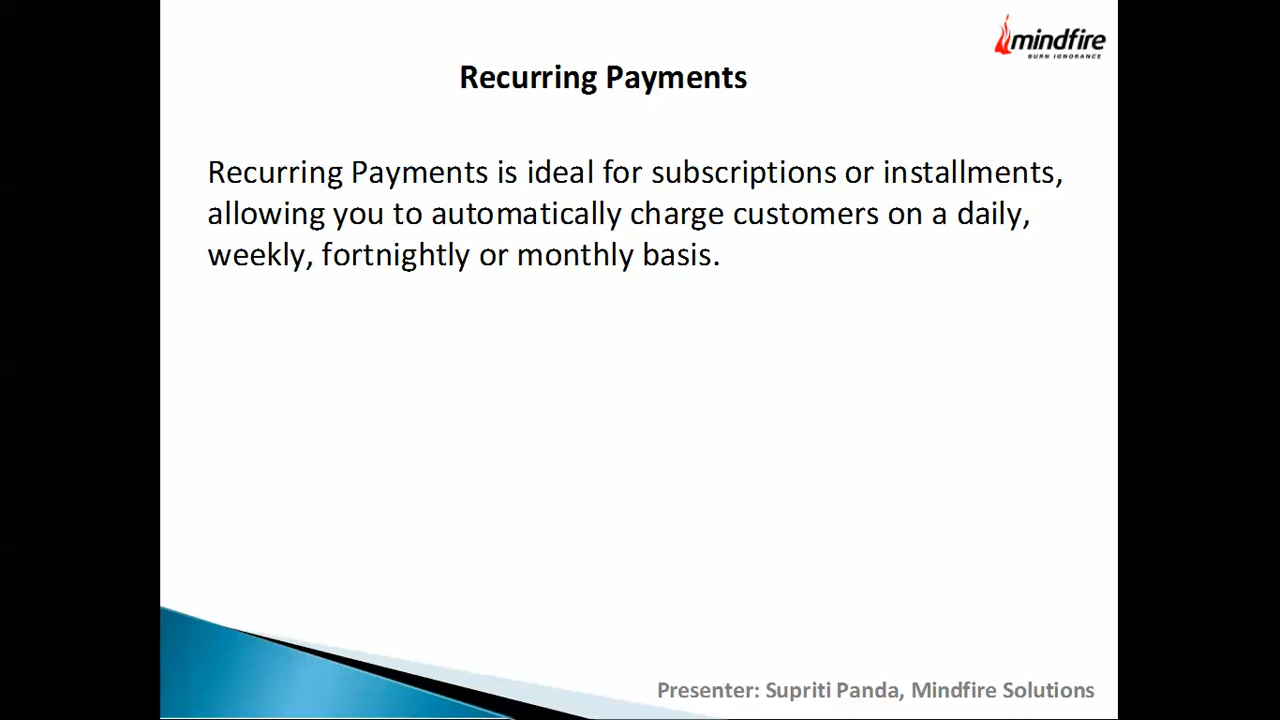 mindfire
BURN IGNORANCE
Recurring Payments
Recurring Payments is ideal for subscriptions or installments,
allowing you to automatically charge customers on a daily,
weekly, fortnightly or monthly basis.
Presenter: Supriti Panda, Mindfire Solutions